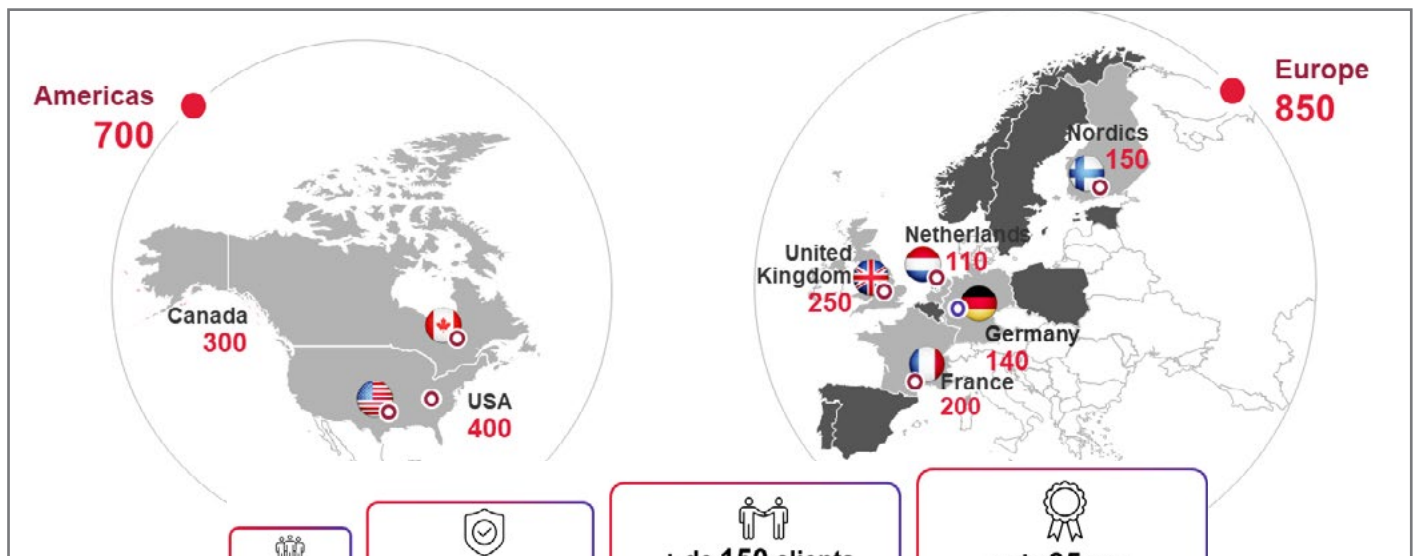 Americas
700
Canada
300
USA
400
Europe
850
Nordics
150
Netherlands
110
United
Kingdom
250
Germany
140
France
200
150 clients